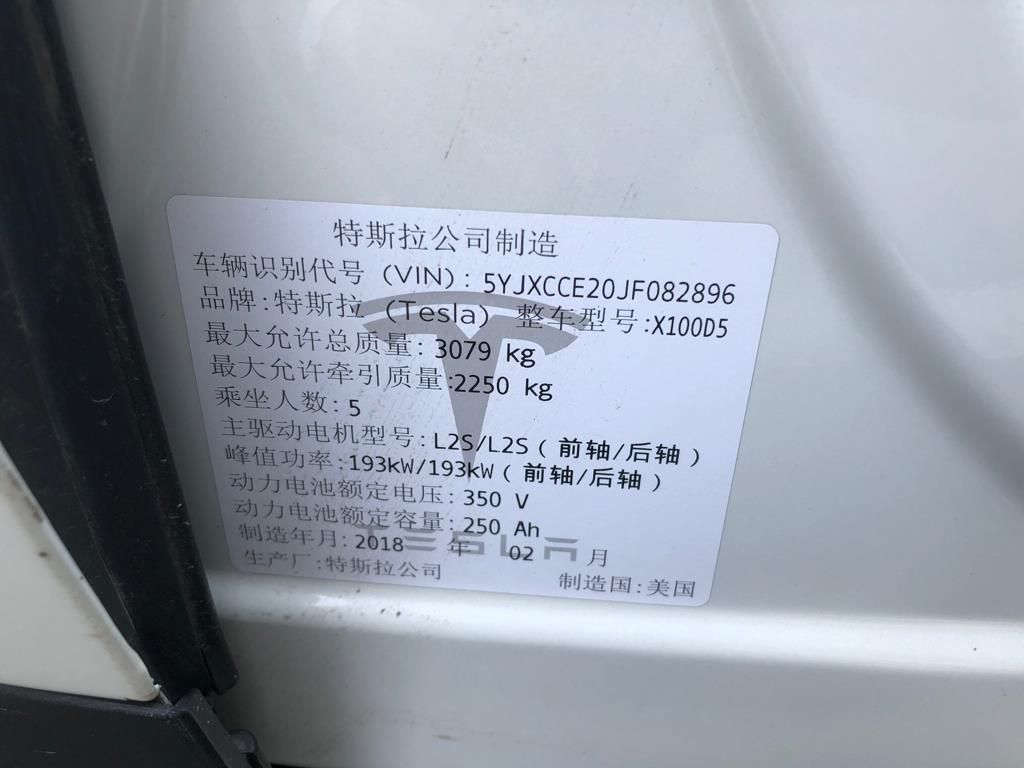 特斯拉公司制造
车辆识别代号 (VIN): 5YJXCCE20JF082896
品牌:特斯拉 (Tesla) 整车型号:X100D5
最大允许总质量: 3079 kg
最大允许牵引质量:2250 kg
乘坐人数: 5
主驱动电机型号: L2S/L2S (前轴/后轴)
峰值功率:193kW/193kW(前轴/后轴)
动力电池额定电压: 350 V
动力电池额定容量: 250 Ah
制造年月: 2018 年 02 月
TESLA
生产厂:特斯拉公司 制造国:美国